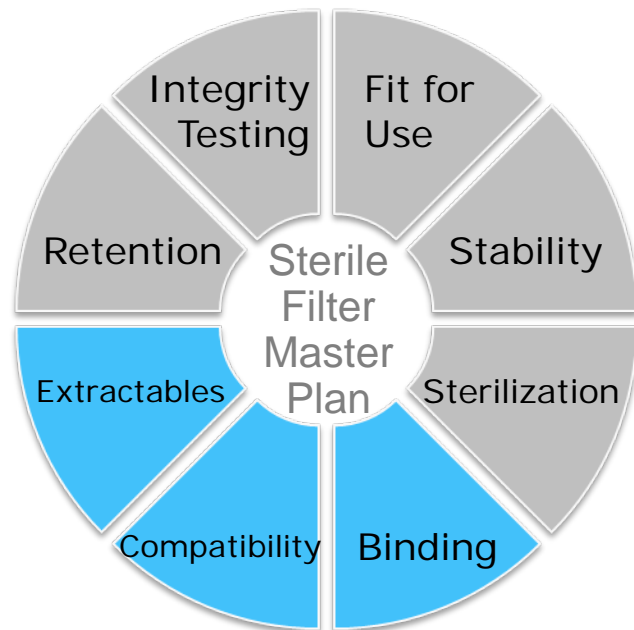 Integrity
Testing
Fit for
Use
Retention
Stability
Sterile
Filter
Master
Plan
Extractables
Sterilization
Compatibility
Binding